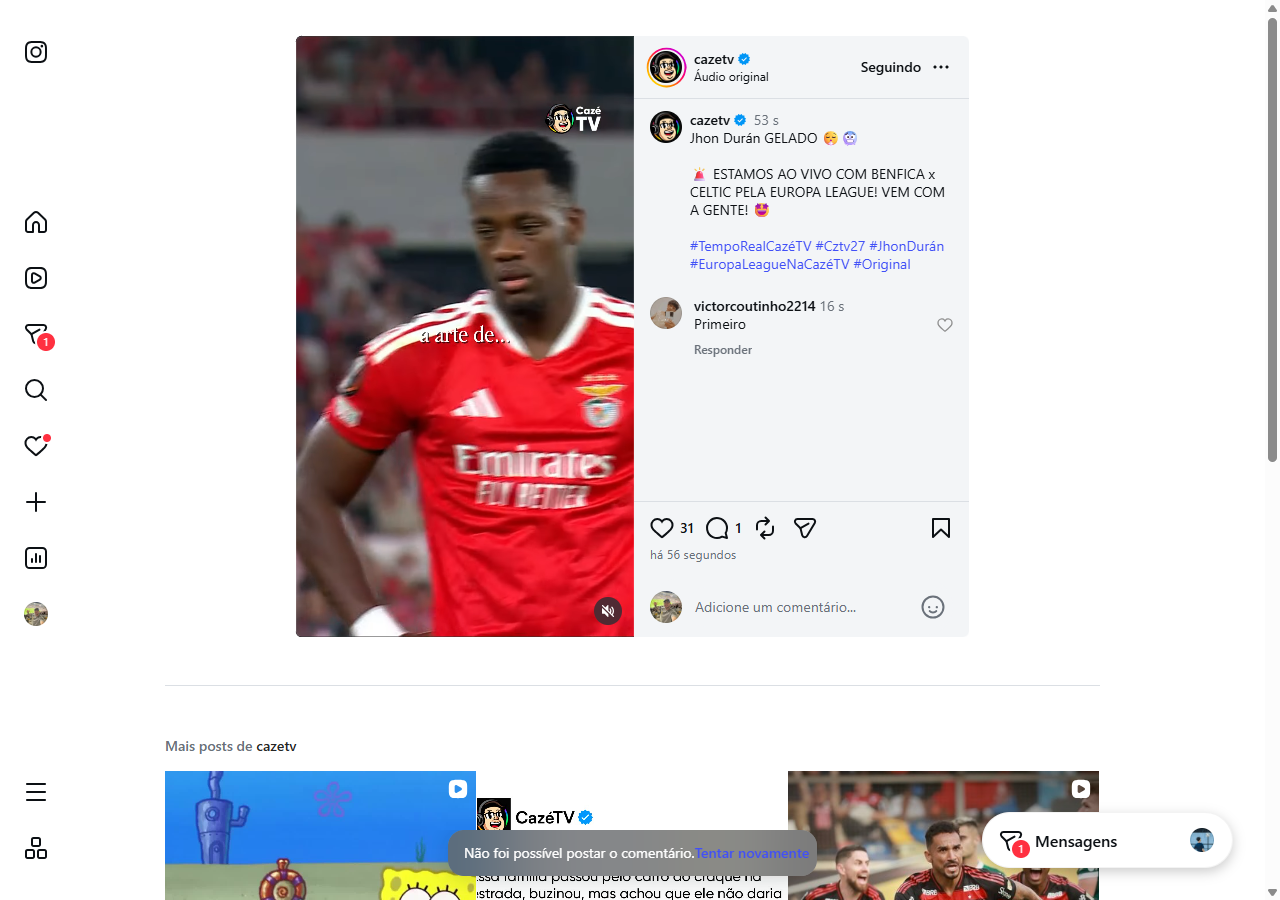 Cazé
TV
a arte de...
Emirates
FLY BETTER
cazetv
Áudio original
Seguindo
cazetv 53 s
Jhon Durán GELADO 🥱 🥶
🚨 ESTAMOS AO VIVO COM BENFICA x
CELTIC PELA EUROPA LEAGUE! VEM COM
A GENTE! 🤩
#TempoRealCazéTV #Cztv27 #JhonDurán
#EuropaLeagueNaCazéTV #Original
victorcoutinho2214 16 s
Primeiro
Responder
31
1
há 56 segundos
Adicione um comentário...
1
Mais posts de cazetv
CazéTV
Não foi possível postar o comentário. Tentar novamente
essa família passou pelo carro do craque na
estrada, buzinou, mas achou que ele não daria
1
Mensagens